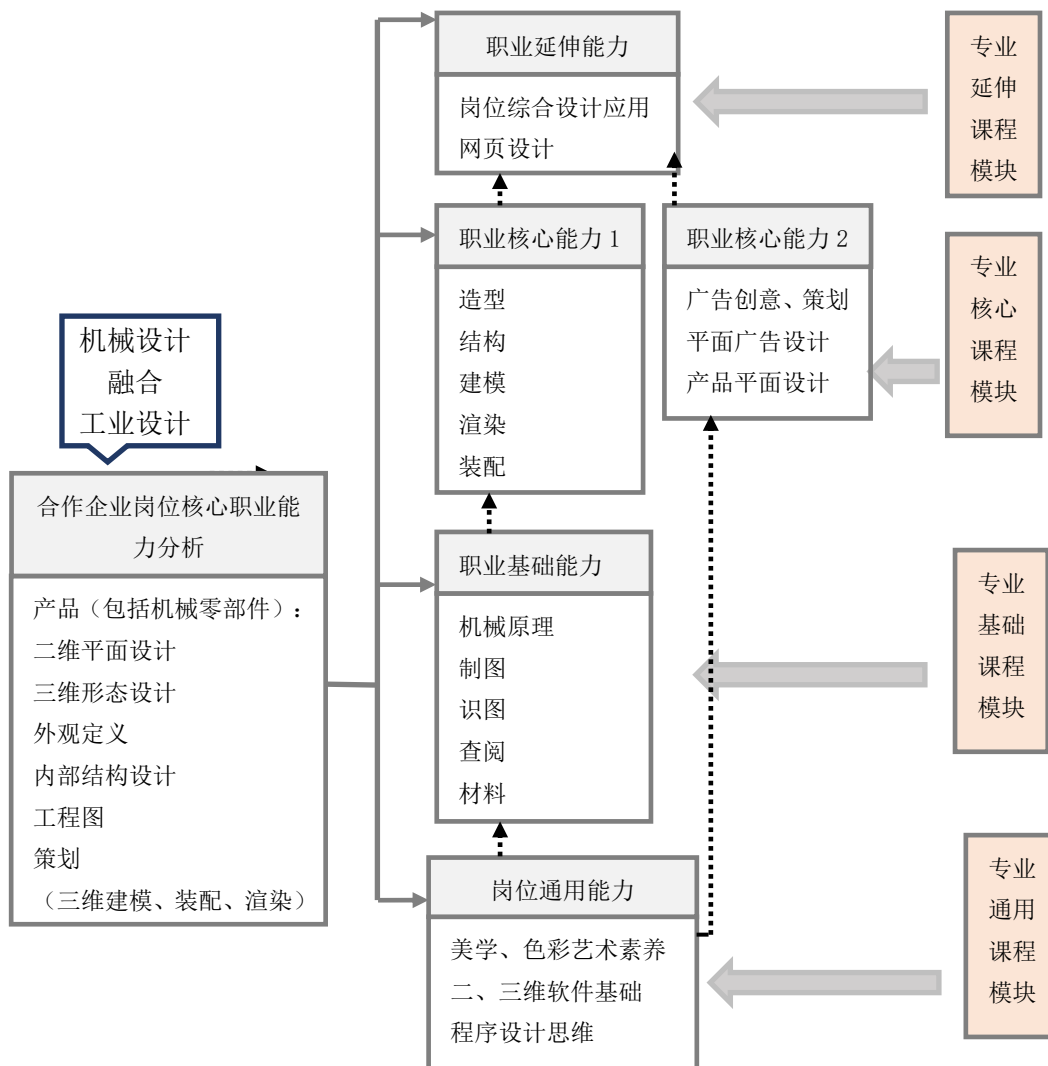 职业延伸能力
岗位综合设计应用
网页设计
专业
延伸
课程
模块
职业核心能力 1
造型
结构
建模
渲染
装配
职业核心能力 2
广告创意、策划
平面广告设计
产品平面设计
专业
核心
课程
模块
机械设计
融合
工业设计
合作企业岗位核心职业能
力分析
产品（包括机械零部件）：
二维平面设计
三维形态设计
外观定义
内部结构设计
工程图
策划
（三维建模、装配、渲染）
职业基础能力
机械原理
制图
识图
查阅
材料
专业
基础
课程
模块
岗位通用能力
美学、色彩艺术素养
二、三维软件基础
程序设计思维
专业
通用
课程
模块